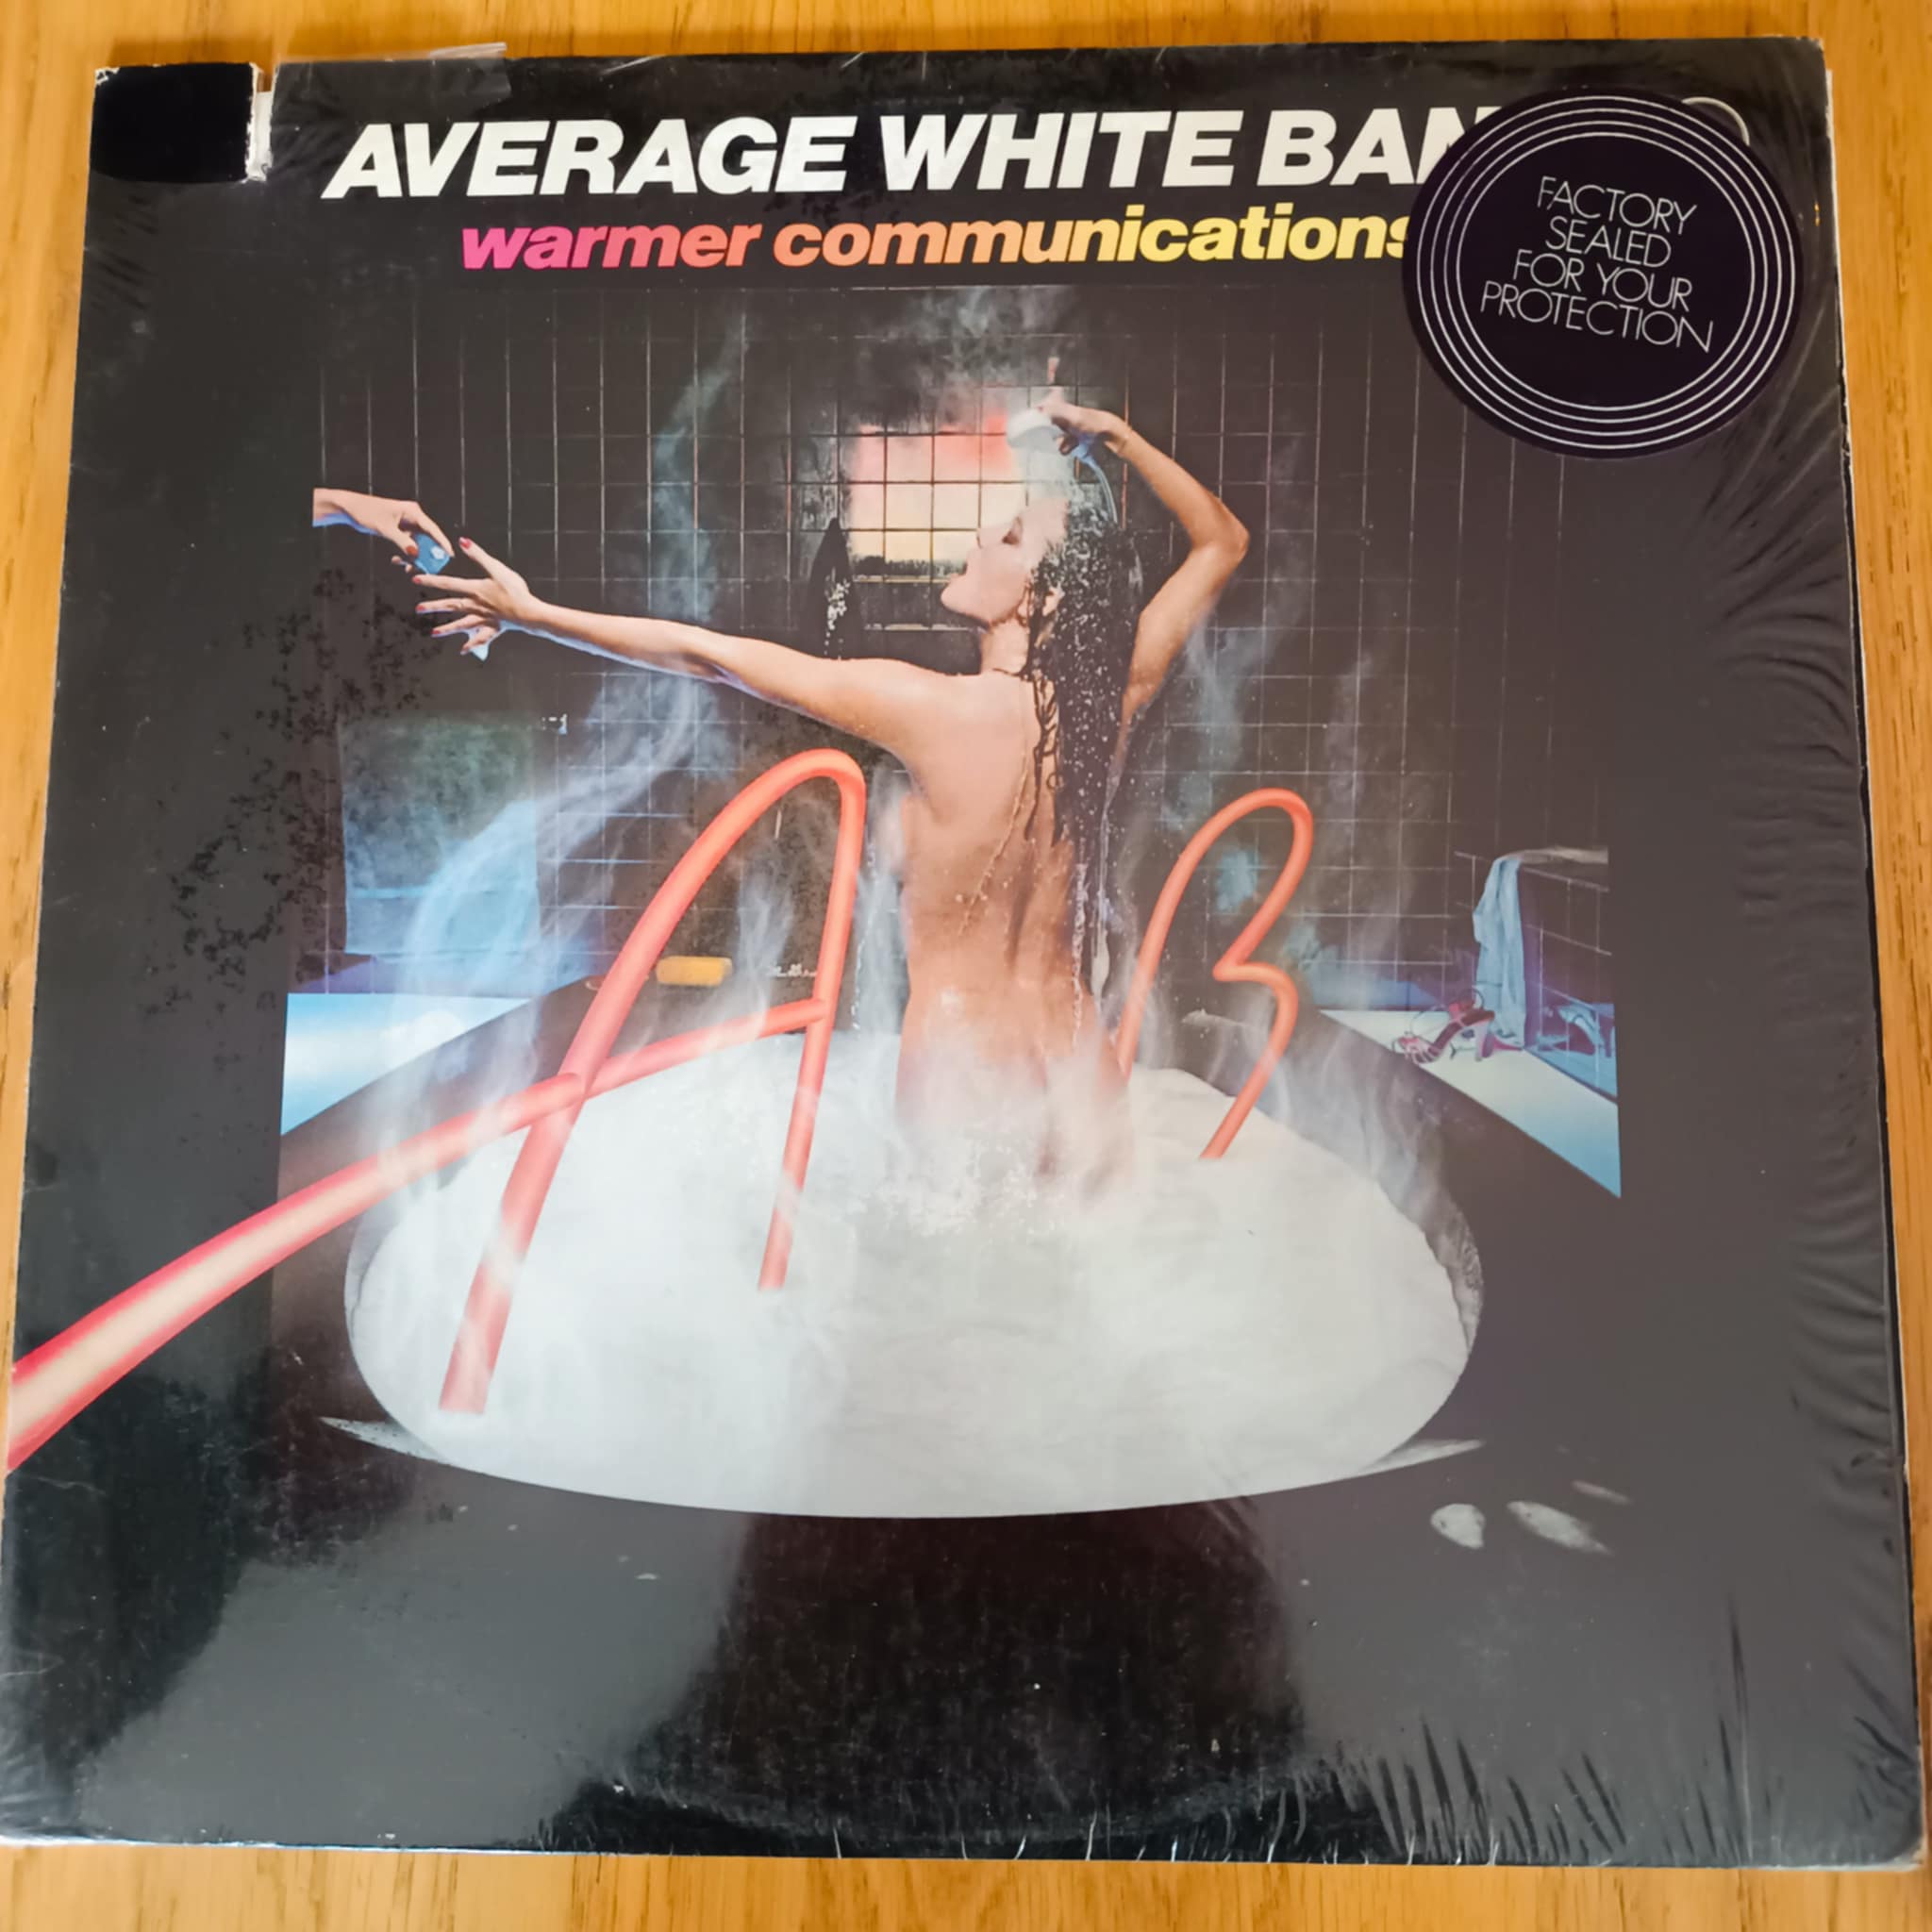 AVERAGE WHITE BAN
warmer communications
FACTORY
SEALED
FOR YOUR
PROTECTION
AB